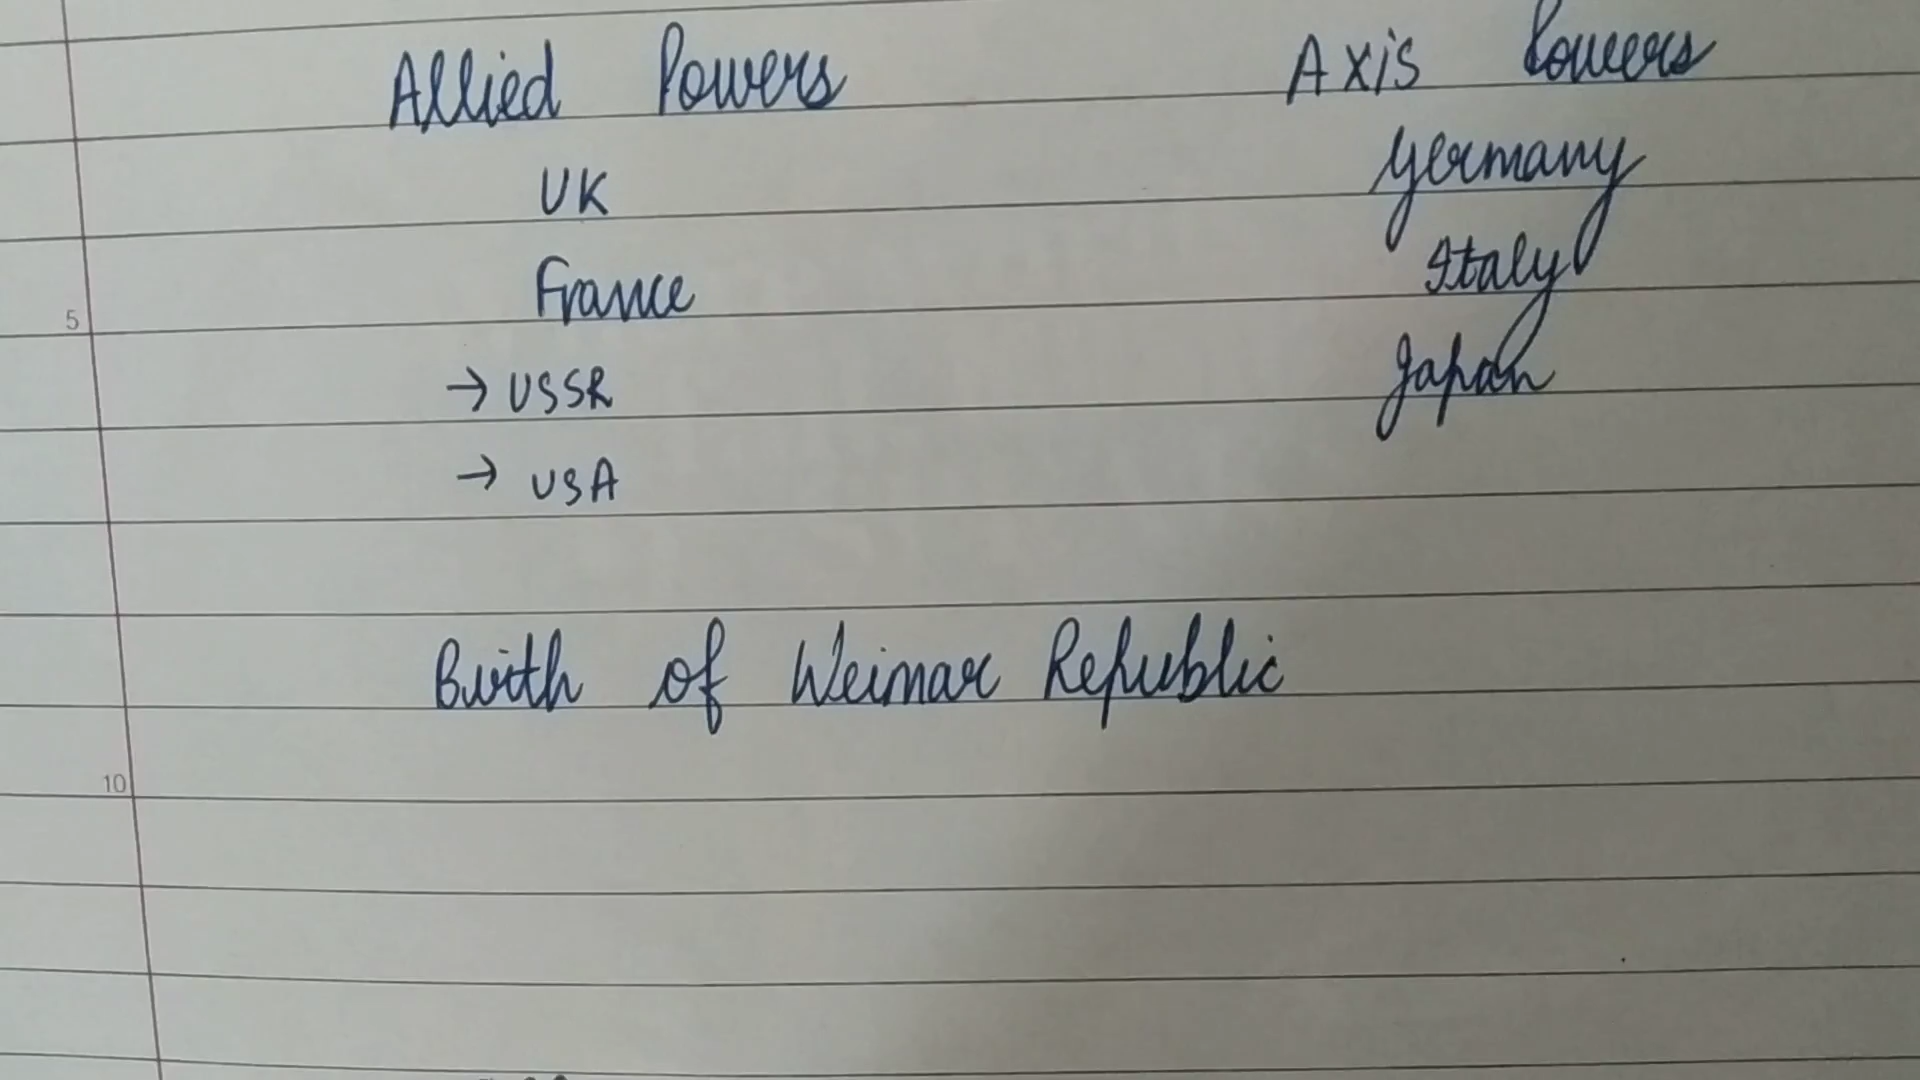 Allied Powers Axis Powers
UK Germany
France Italy
5
→ USSR Japan
→ USA
Birth of Weimar Republic
10